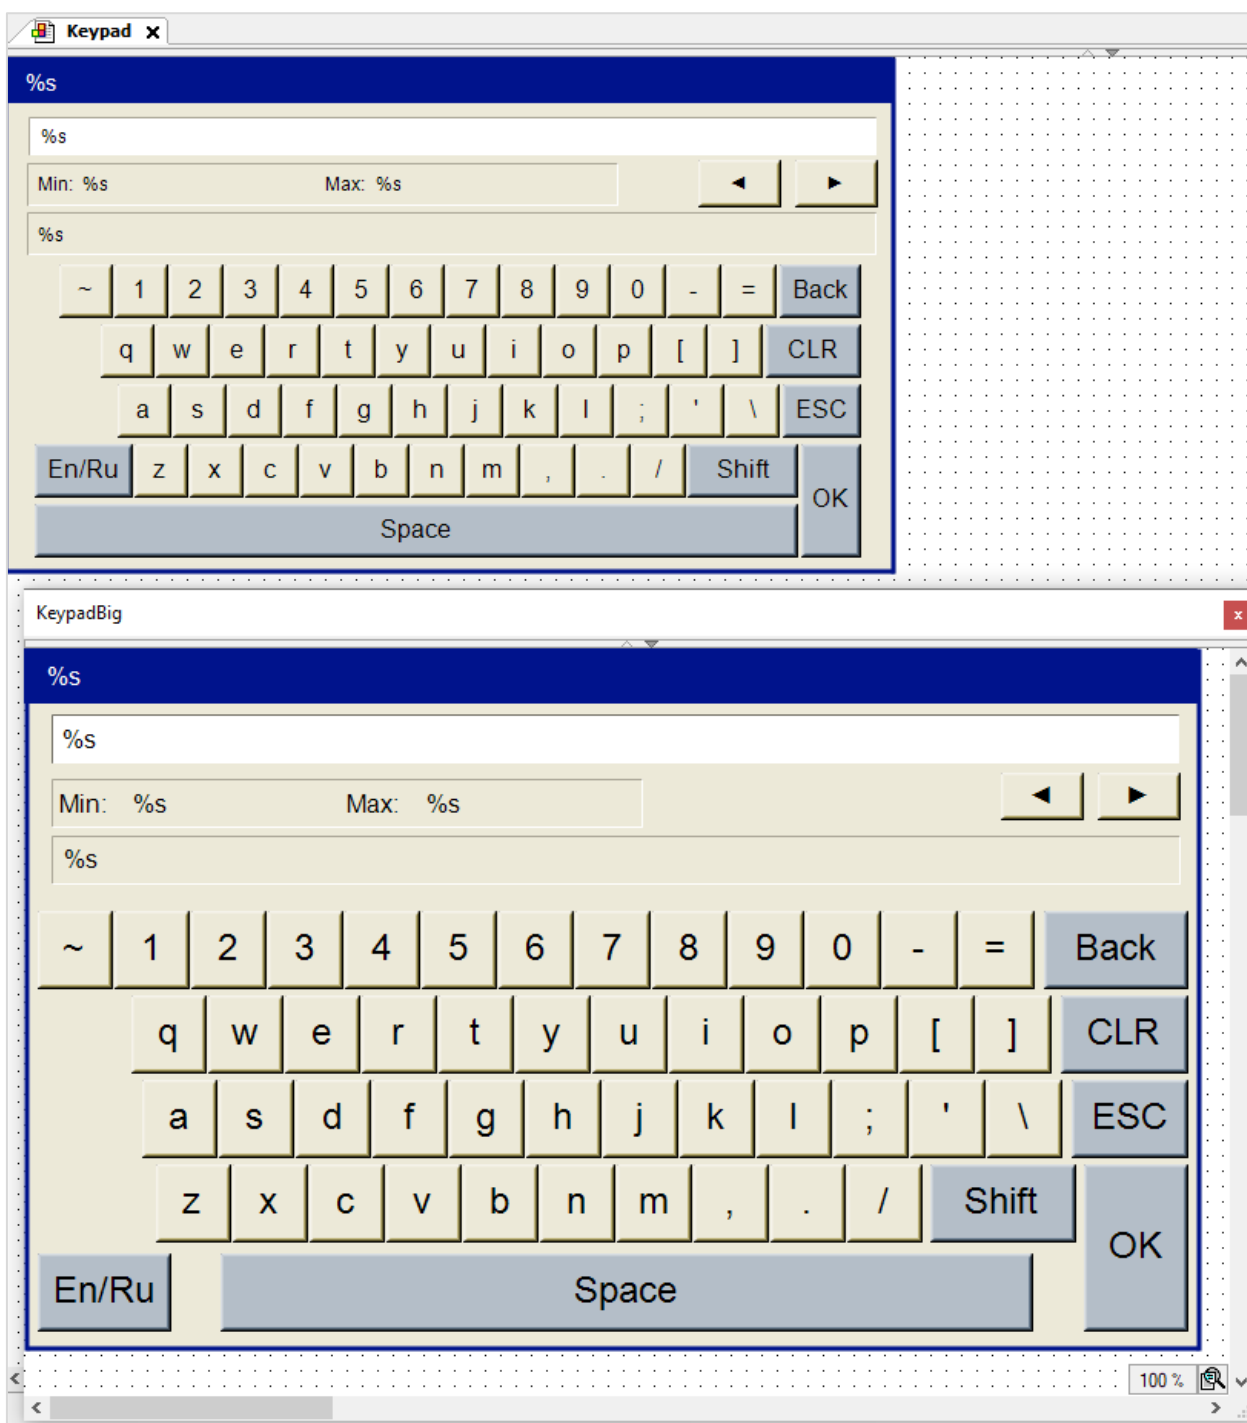 Keypad x
%s
%s
Min: %s Max: %s ◄ ►
%s
~ 1 2 3 4 5 6 7 8 9 0 - = Back
q w e r t y u i o p [ ] CLR
a s d f g h j k l ; ' \ ESC
En/Ru z x c v b n m , . / Shift
OK
Space
KeypadBig x
%s
%s
Min: %s Max: %s ◄ ►
%s
~ 1 2 3 4 5 6 7 8 9 0 - = Back
q w e r t y u i o p [ ] CLR
a s d f g h j k l ; ' \ ESC
z x c v b n m , . / Shift
OK
En/Ru Space
100 %